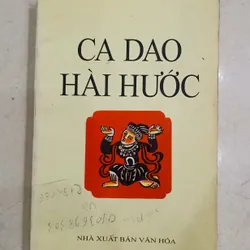 CA DAO
HÀI HƯỚC
NHÀ XUẤT BẢN VĂN HÓA